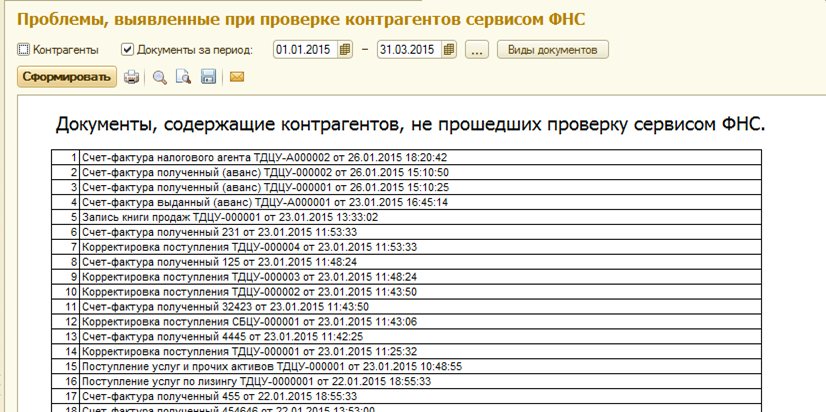 Проблемы, выявленные при проверке контрагентов сервисом ФНС
Контрагенты Документы за период: 01.01.2015 – 31.03.2015 ... Виды документов
Сформировать
Документы, содержащие контрагентов, не прошедших проверку сервисом ФНС.
1 Счет-фактура налогового агента ТДЦУ-А000002 от 26.01.2015 18:20:42
2 Счет-фактура полученный (аванс) ТДЦУ-000002 от 26.01.2015 15:10:50
3 Счет-фактура полученный (аванс) ТДЦУ-000001 от 26.01.2015 15:10:25
4 Счет-фактура выданный (аванс) ТДЦУ-А000001 от 23.01.2015 16:45:14
5 Запись книги продаж ТДЦУ-000001 от 23.01.2015 13:33:02
6 Счет-фактура полученный 231 от 23.01.2015 11:53:33
7 Корректировка поступления ТДЦУ-000004 от 23.01.2015 11:53:33
8 Счет-фактура полученный 125 от 23.01.2015 11:48:24
9 Корректировка поступления ТДЦУ-000003 от 23.01.2015 11:48:24
10 Корректировка поступления ТДЦУ-000002 от 23.01.2015 11:43:50
11 Счет-фактура полученный 32423 от 23.01.2015 11:43:50
12 Корректировка поступления СБЦУ-000001 от 23.01.2015 11:43:06
13 Счет-фактура полученный 4445 от 23.01.2015 11:42:25
14 Корректировка поступления ТДЦУ-000001 от 23.01.2015 11:25:32
15 Поступление услуг и прочих активов ТДЦУ-000001 от 23.01.2015 10:48:55
16 Поступление услуг по лизингу ТДЦУ-0000001 от 22.01.2015 18:55:33
17 Счет-фактура полученный 455 от 22.01.2015 18:55:33
18 Счет-фактура полученный 454646 от 22.01.2015 13:53:00